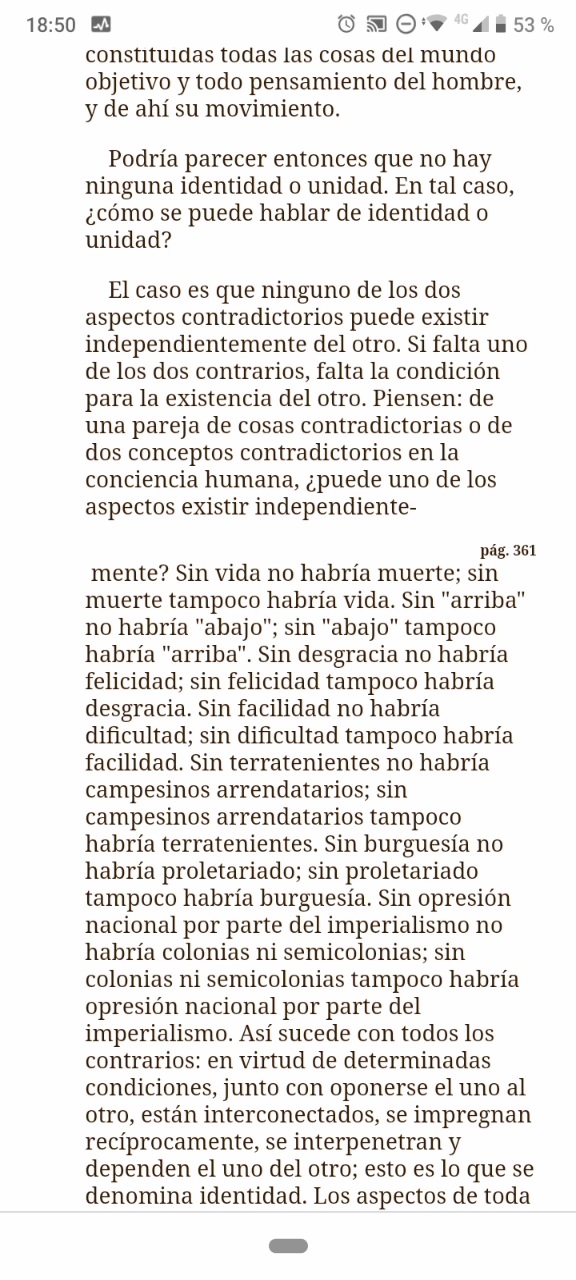 18:50
4G
53 %
constituidas todas las cosas del mundo
objetivo y todo pensamiento del hombre,
y de ahí su movimiento.
Podría parecer entonces que no hay
ninguna identidad o unidad. En tal caso,
¿cómo se puede hablar de identidad o
unidad?
El caso es que ninguno de los dos
aspectos contradictorios puede existir
independientemente del otro. Si falta uno
de los dos contrarios, falta la condición
para la existencia del otro. Piensen: de
una pareja de cosas contradictorias o de
dos conceptos contradictorios en la
conciencia humana, ¿puede uno de los
aspectos existir independiente-
pág. 361
mente? Sin vida no habría muerte; sin
muerte tampoco habría vida. Sin "arriba"
no habría "abajo"; sin "abajo" tampoco
habría "arriba". Sin desgracia no habría
felicidad; sin felicidad tampoco habría
desgracia. Sin facilidad no habría
dificultad; sin dificultad tampoco habría
facilidad. Sin terratenientes no habría
campesinos arrendatarios; sin
campesinos arrendatarios tampoco
habría terratenientes. Sin burguesía no
habría proletariado; sin proletariado
tampoco habría burguesía. Sin opresión
nacional por parte del imperialismo no
habría colonias ni semicolonias; sin
colonias ni semicolonias tampoco habría
opresión nacional por parte del
imperialismo. Así sucede con todos los
contrarios: en virtud de determinadas
condiciones, junto con oponerse el uno al
otro, están interconectados, se impregnan
recíprocamente, se interpenetran y
dependen el uno del otro; esto es lo que se
denomina identidad. Los aspectos de toda